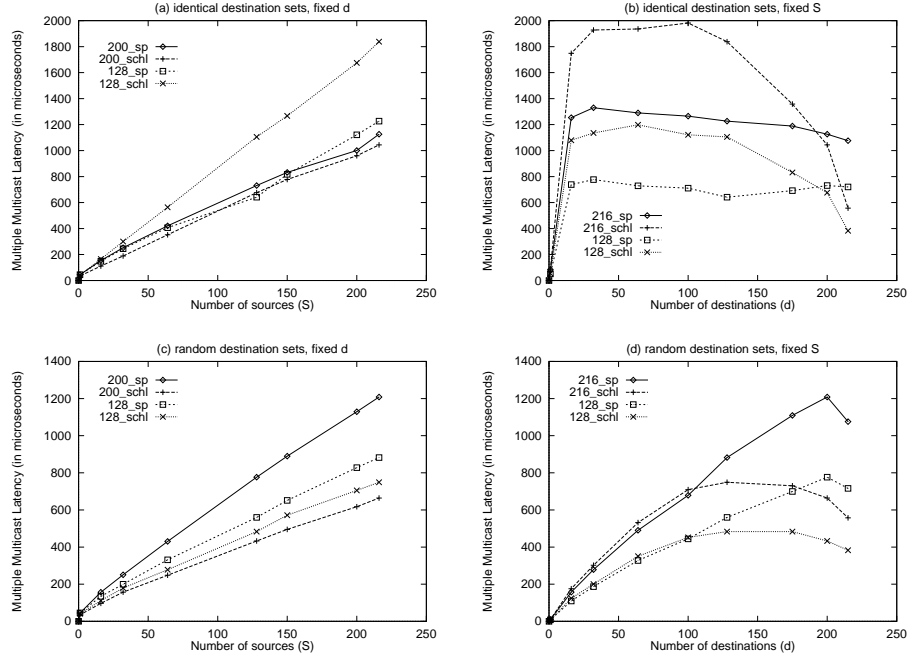 (a) identical destination sets, fixed d
Multiple Multicast Latency (in microseconds)
2000
1800
1600
1400
1200
1000
800
600
400
200
0
200_sp
200_schl
128_sp
128_schl
0 50 100 150 200 250
Number of sources (S)
(b) identical destination sets, fixed S
Multiple Multicast Latency (in microseconds)
2000
1800
1600
1400
1200
1000
800
600
400
200
0
216_sp
216_schl
128_sp
128_schl
0 50 100 150 200 250
Number of destinations (d)
(c) random destination sets, fixed d
Multiple Multicast Latency (in microseconds)
1400
1200
1000
800
600
400
200
0
200_sp
200_schl
128_sp
128_schl
0 50 100 150 200 250
Number of sources (S)
(d) random destination sets, fixed S
Multiple Multicast Latency (in microseconds)
1400
1200
1000
800
600
400
200
0
216_sp
216_schl
128_sp
128_schl
0 50 100 150 200 250
Number of destinations (d)